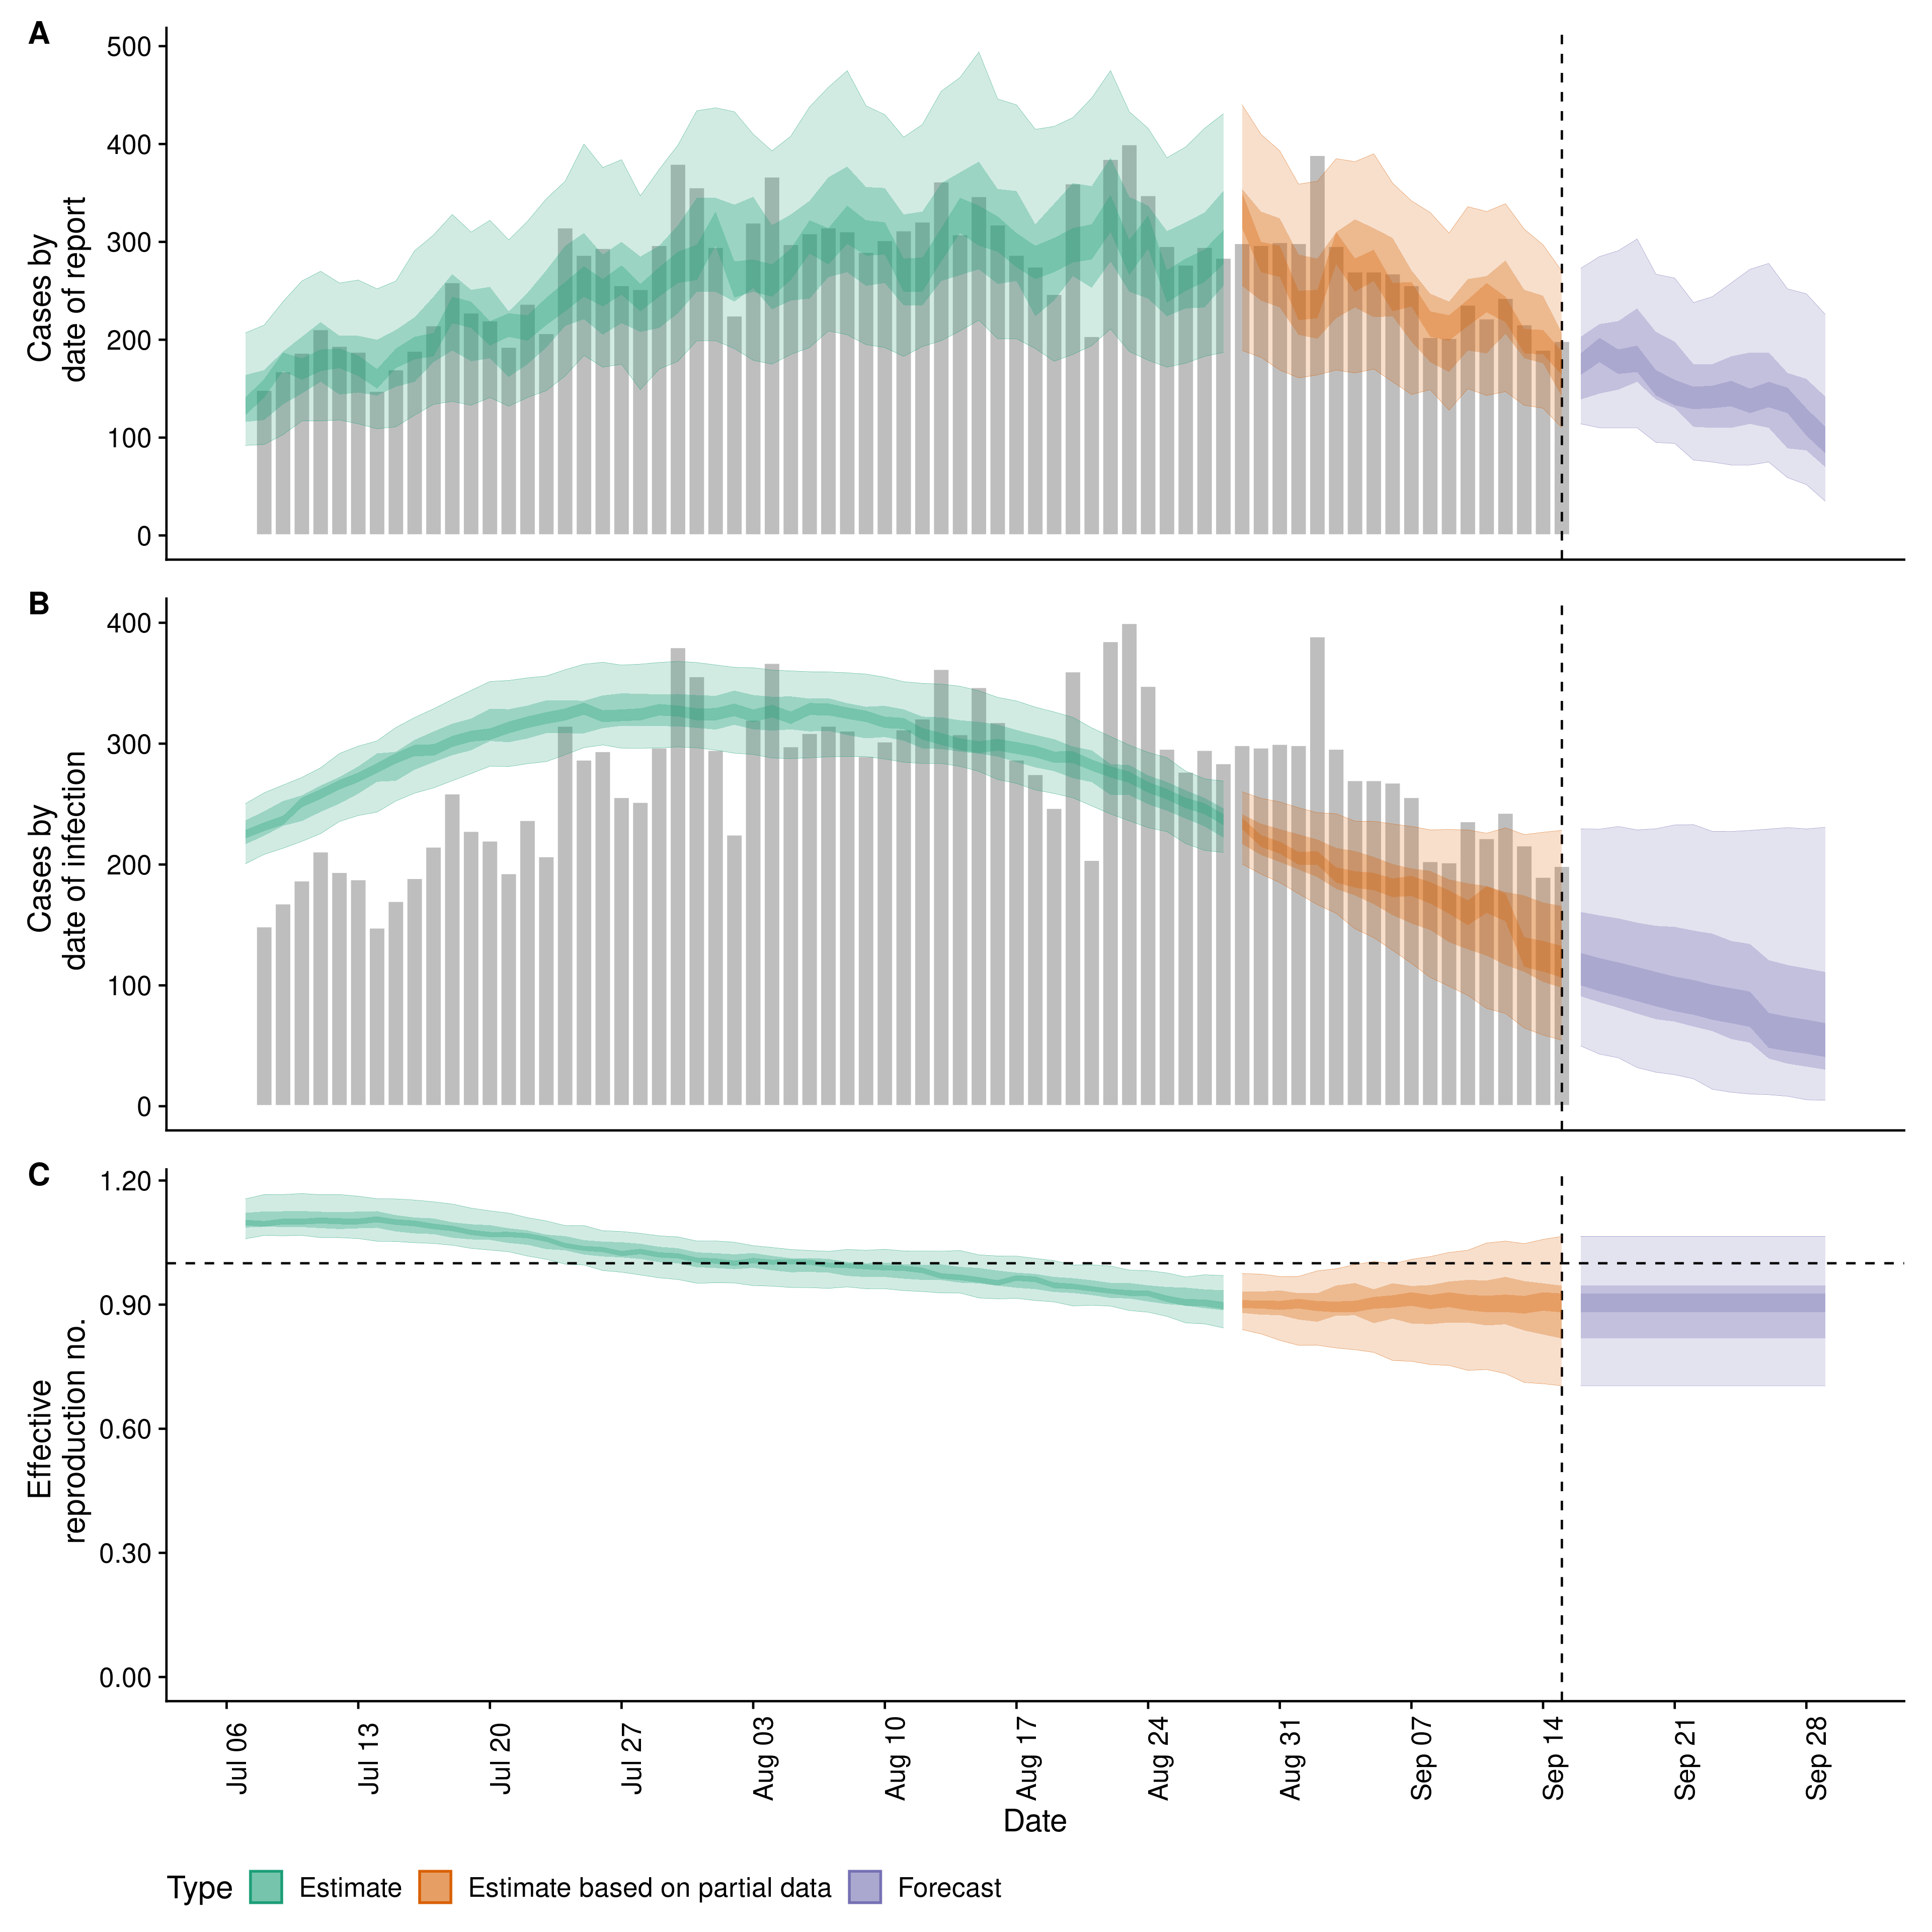 A
500
400
300
200
100
0
Cases by
date of report
B
400
300
200
100
0
Cases by
date of infection
C
1.20
0.90
0.60
0.30
0.00
Effective
reproduction no.
Jul 06
Jul 13
Jul 20
Jul 27
Aug 03
Aug 10
Aug 17
Aug 24
Aug 31
Sep 07
Sep 14
Sep 21
Sep 28
Date
Type Estimate Estimate based on partial data Forecast